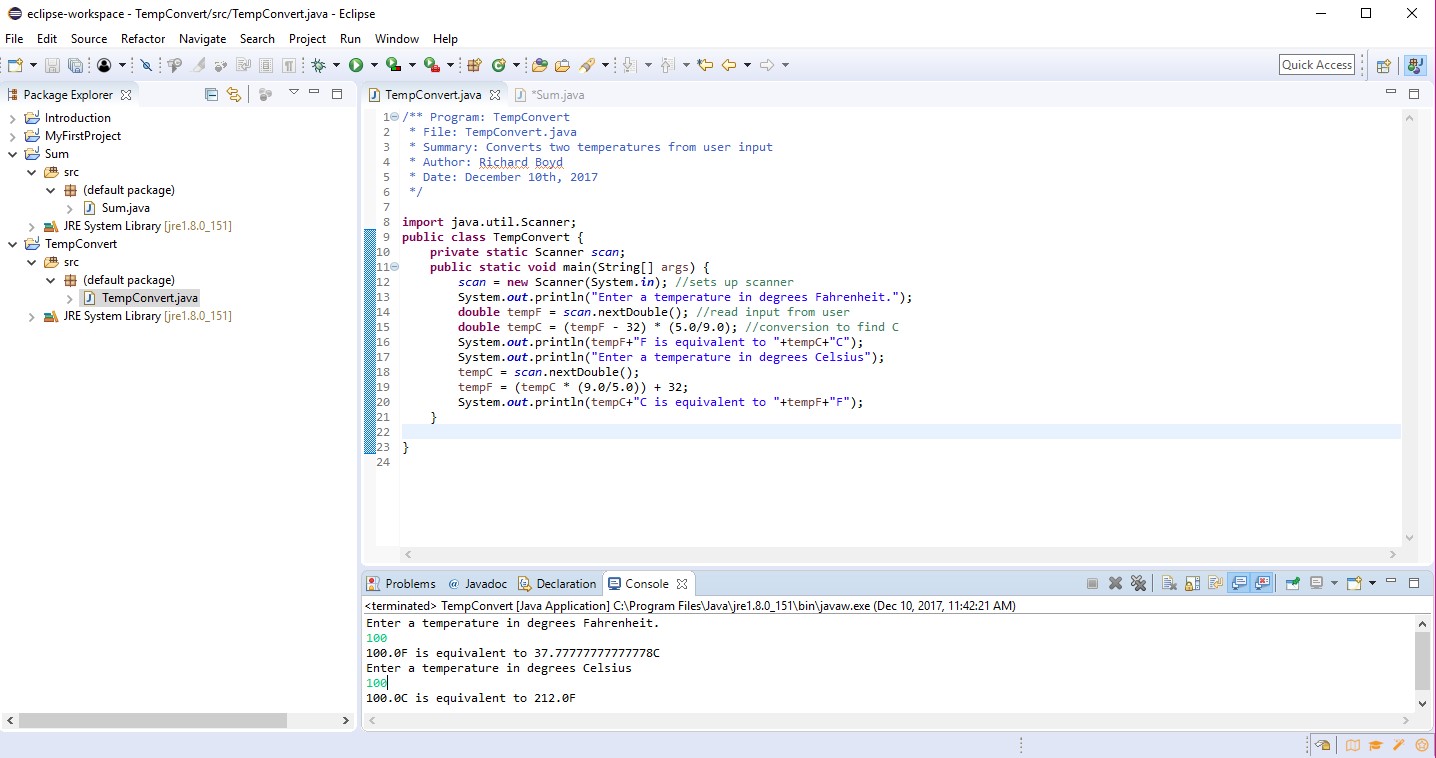 eclipse-workspace - TempConvert/src/TempConvert.java - Eclipse
File Edit Source Refactor Navigate Search Project Run Window Help
Quick Access
Package Explorer
Introduction
MyFirstProject
Sum
src
(default package)
Sum.java
JRE System Library [jre1.8.0_151]
TempConvert
src
(default package)
TempConvert.java
JRE System Library [jre1.8.0_151]
TempConvert.java *Sum.java
1 /** Program: TempConvert
2 * File: TempConvert.java
3 * Summary: Converts two temperatures from user input
4 * Author: Richard Boyd
5 * Date: December 10th, 2017
6 */
7
8 import java.util.Scanner;
9 public class TempConvert {
10 private static Scanner scan;
11 public static void main(String[] args) {
12 scan = new Scanner(System.in); //sets up scanner
13 System.out.println("Enter a temperature in degrees Fahrenheit.");
14 double tempF = scan.nextDouble(); //read input from user
15 double tempC = (tempF - 32) * (5.0/9.0); //conversion to find C
16 System.out.println(tempF+"F is equivalent to "+tempC+"C");
17 System.out.println("Enter a temperature in degrees Celsius");
18 tempC = scan.nextDouble();
19 tempF = (tempC * (9.0/5.0)) + 32;
20 System.out.println(tempC+"C is equivalent to "+tempF+"F");
21 }
22
23 }
24
Problems @ Javadoc Declaration Console
<terminated> TempConvert [Java Application] C:\Program Files\Java\jre1.8.0_151\bin\javaw.exe (Dec 10, 2017, 11:42:21 AM)
Enter a temperature in degrees Fahrenheit.
100
100.0F is equivalent to 37.77777777777778C
Enter a temperature in degrees Celsius
100
100.0C is equivalent to 212.0F